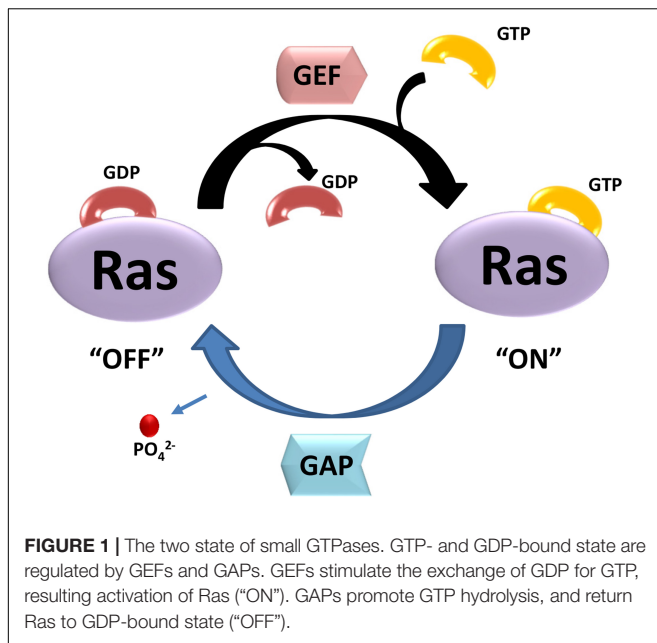 GTP
GEF
GDP
GDP
GTP
Ras
Ras
“OFF”
“ON”
PO₄²⁻
GAP
FIGURE 1 | The two state of small GTPases. GTP- and GDP-bound state are
regulated by GEFs and GAPs. GEFs stimulate the exchange of GDP for GTP,
resulting activation of Ras (“ON”). GAPs promote GTP hydrolysis, and return
Ras to GDP-bound state (“OFF”).